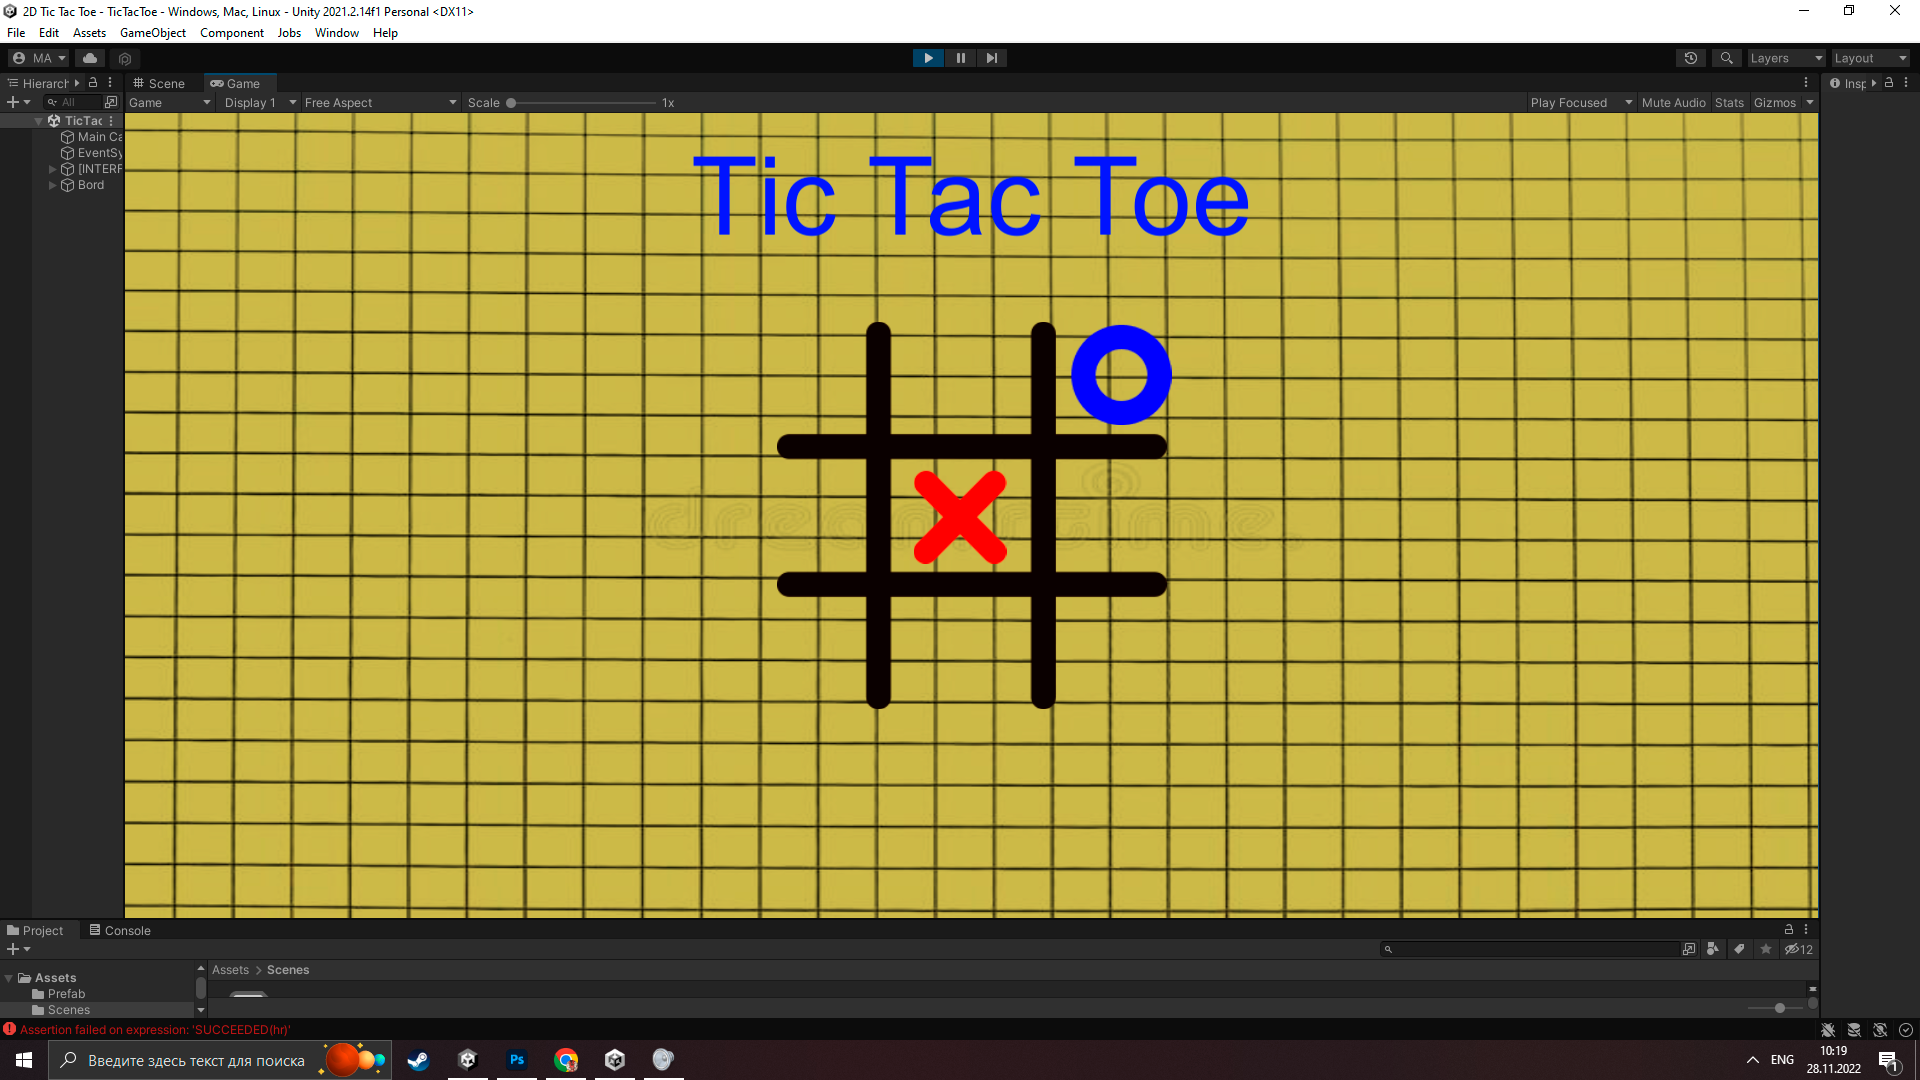 2D Tic Tac Toe - TicTacToe - Windows, Mac, Linux - Unity 2021.2.14f1 Personal <DX11>
File Edit Assets GameObject Component Jobs Window Help
MA Layers Layout
Hierarch Scene Game Insp
All Game Display 1 Free Aspect Scale 1x Play Focused Mute Audio Stats Gizmos
TicTac
Main Ca
EventSy
[INTERF
Bord
Tic Tac Toe
dreamstime.
Project Console
12
Assets Assets > Scenes
Prefab
Scenes
Assertion failed on expression: 'SUCCEEDED(hr)'
Введите здесь текст для поиска Ps ENG 10:19
28.11.2022 1